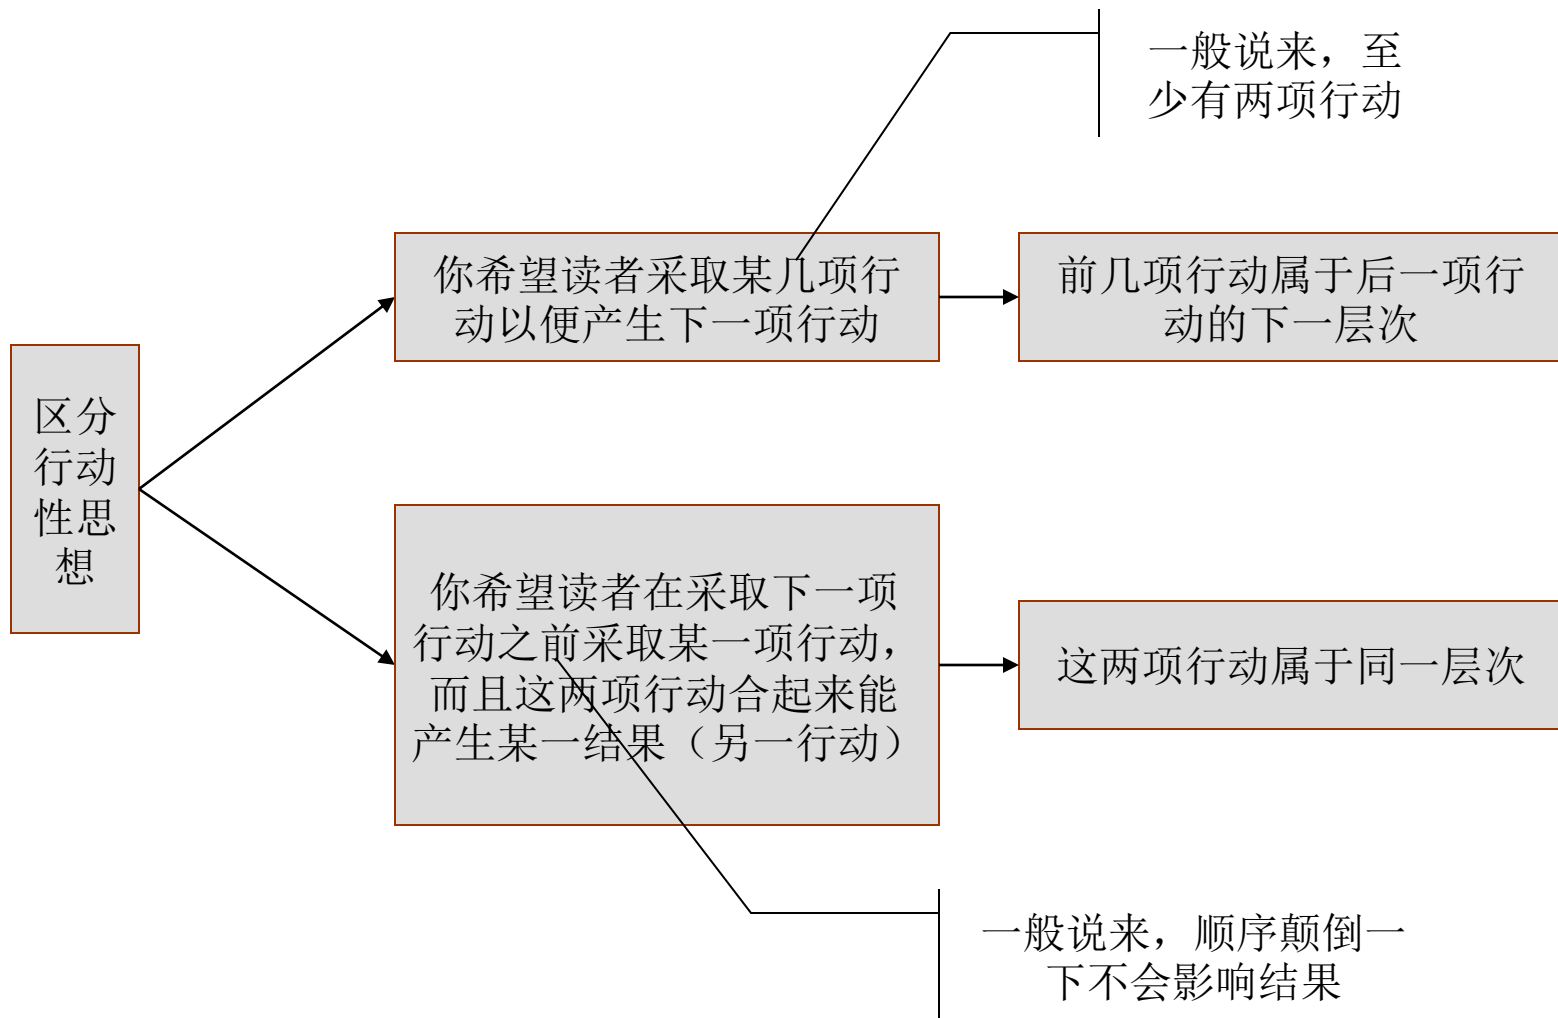 一般说来，至
少有两项行动
你希望读者采取某几项行
动以便产生下一项行动
前几项行动属于后一项行
动的下一层次
区分
行动
性思
想
你希望读者在采取下一项
行动之前采取某一项行动，
而且这两项行动合起来能
产生某一结果（另一行动）
这两项行动属于同一层次
一般说来，顺序颠倒一
下不会影响结果